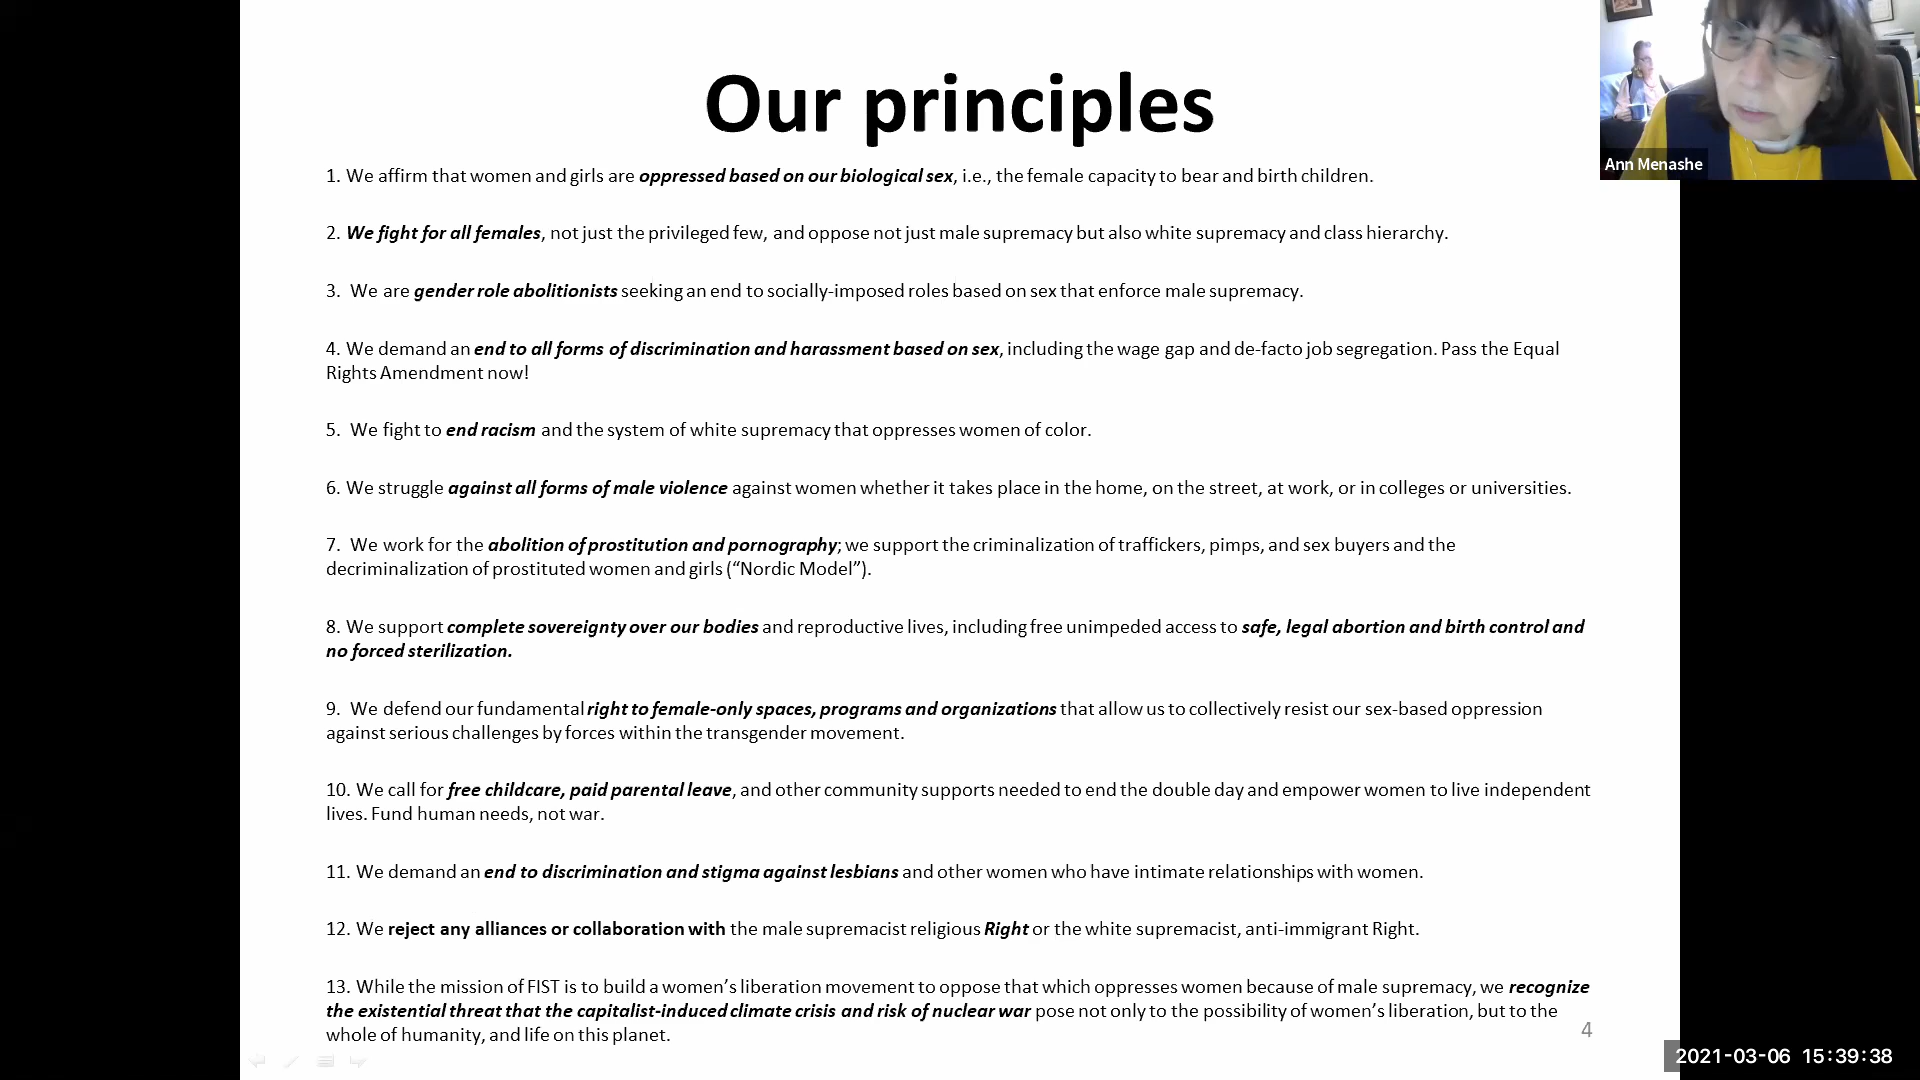 Our principles
1. We affirm that women and girls are oppressed based on our biological sex, i.e., the female capacity to bear and birth children.
2. We fight for all females, not just the privileged few, and oppose not just male supremacy but also white supremacy and class hierarchy.
3. We are gender role abolitionists seeking an end to socially-imposed roles based on sex that enforce male supremacy.
4. We demand an end to all forms of discrimination and harassment based on sex, including the wage gap and de-facto job segregation. Pass the Equal
Rights Amendment now!
5. We fight to end racism and the system of white supremacy that oppresses women of color.
6. We struggle against all forms of male violence against women whether it takes place in the home, on the street, at work, or in colleges or universities.
7. We work for the abolition of prostitution and pornography; we support the criminalization of traffickers, pimps, and sex buyers and the
decriminalization of prostituted women and girls (“Nordic Model”).
8. We support complete sovereignty over our bodies and reproductive lives, including free unimpeded access to safe, legal abortion and birth control and
no forced sterilization.
9. We defend our fundamental right to female-only spaces, programs and organizations that allow us to collectively resist our sex-based oppression
against serious challenges by forces within the transgender movement.
10. We call for free childcare, paid parental leave, and other community supports needed to end the double day and empower women to live independent
lives. Fund human needs, not war.
11. We demand an end to discrimination and stigma against lesbians and other women who have intimate relationships with women.
12. We reject any alliances or collaboration with the male supremacist religious Right or the white supremacist, anti-immigrant Right.
13. While the mission of FIST is to build a women’s liberation movement to oppose that which oppresses women because of male supremacy, we recognize
the existential threat that the capitalist-induced climate crisis and risk of nuclear war pose not only to the possibility of women’s liberation, but to the
whole of humanity, and life on this planet.
4
Ann Menashe
2021-03-06 15:39:38